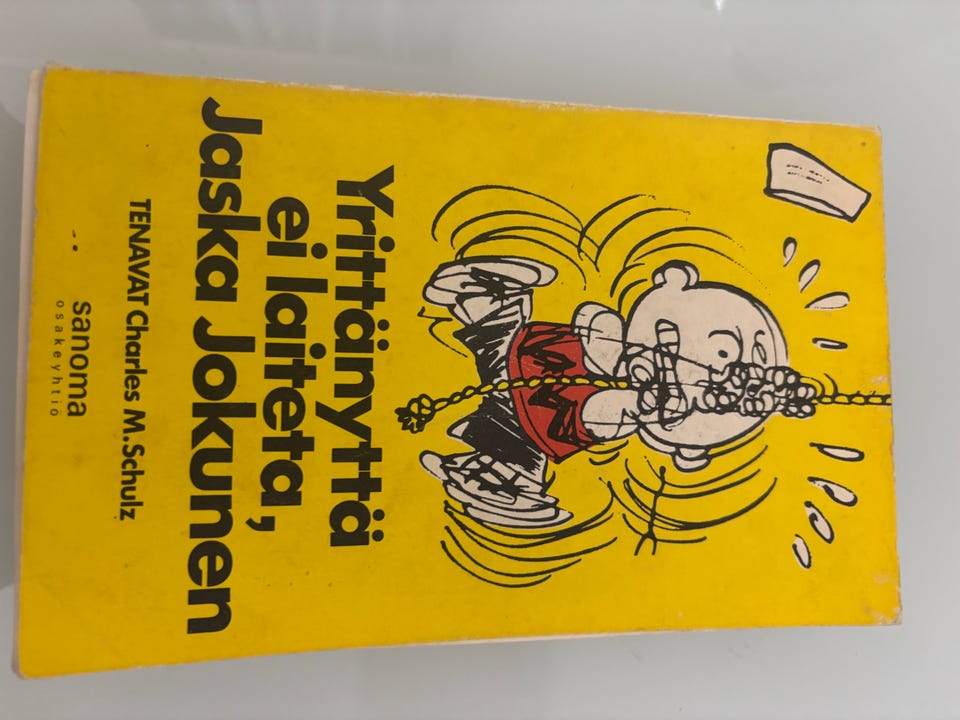 Yrittänyttä
ei laiteta,
Jaska Jokunen
TENAVAT Charles M.Schulz
sanoma
osakeyhtiö